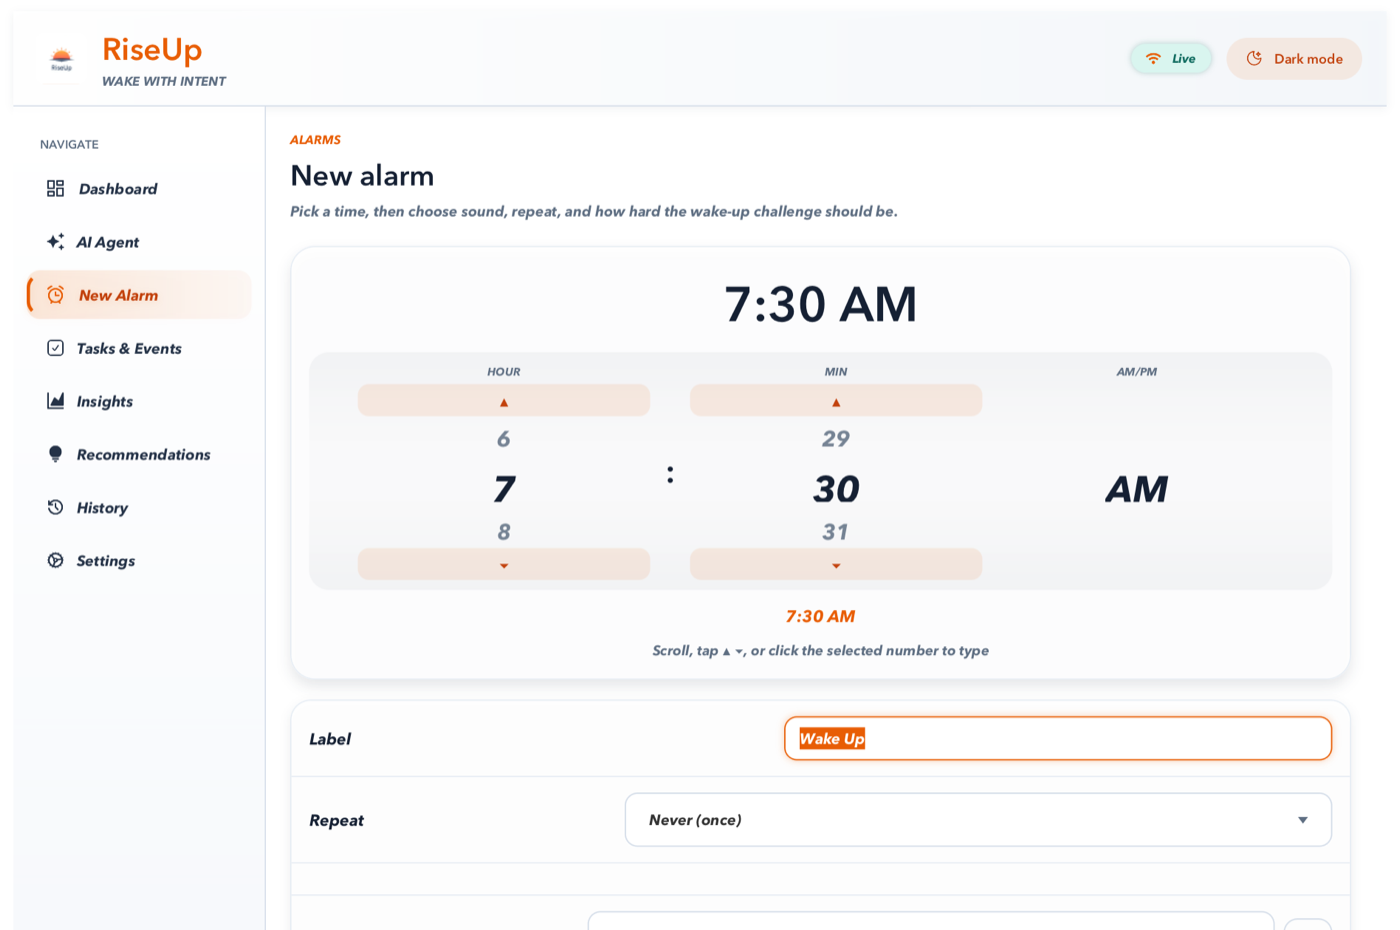 RiseUp
RiseUp
WAKE WITH INTENT
Live
Dark mode
NAVIGATE
Dashboard
AI Agent
New Alarm
Tasks & Events
Insights
Recommendations
History
Settings
ALARMS
New alarm
Pick a time, then choose sound, repeat, and how hard the wake-up challenge should be.
7:30 AM
HOUR MIN AM/PM
▲ ▲
6 29
7 : 30 AM
8 31
▼ ▼
7:30 AM
Scroll, tap ▲ ▼, or click the selected number to type
Label
Wake Up
Repeat
Never (once)